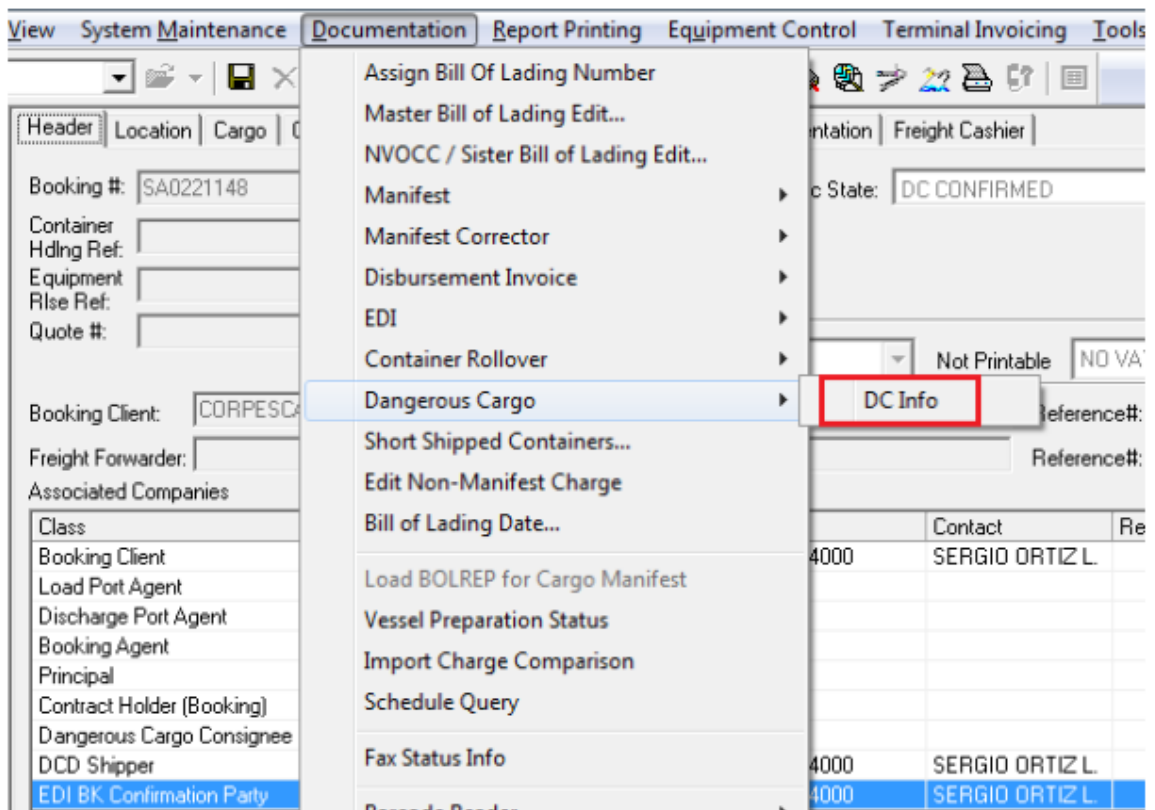 View System Maintenance Documentation Report Printing Equipment Control Terminal Invoicing Tools
Header Location Cargo
Freight Cashier
Booking #: SA0221148
State: DC CONFIRMED
Container
Hdlng Ref:
Equipment
Rlse Ref:
Quote #:
Not Printable
Booking Client:
Reference#:
Freight Forwarder:
Reference#:
Associated Companies
Assign Bill Of Lading Number
Master Bill of Lading Edit...
NVOCC / Sister Bill of Lading Edit...
Manifest
Manifest Corrector
Disbursement Invoice
EDI
Container Rollover
Dangerous Cargo
DC Info
Short Shipped Containers...
Edit Non-Manifest Charge
Bill of Lading Date...
Load BOLREP for Cargo Manifest
Vessel Preparation Status
Import Charge Comparison
Schedule Query
Fax Status Info
Class Contact
Booking Client 4000 SERGIO ORTIZ L.
Load Port Agent
Discharge Port Agent
Booking Agent
Principal
Contract Holder (Booking)
Dangerous Cargo Consignee
DCD Shipper 4000 SERGIO ORTIZ L.
EDI BK Confirmation Party 4000 SERGIO ORTIZ L.